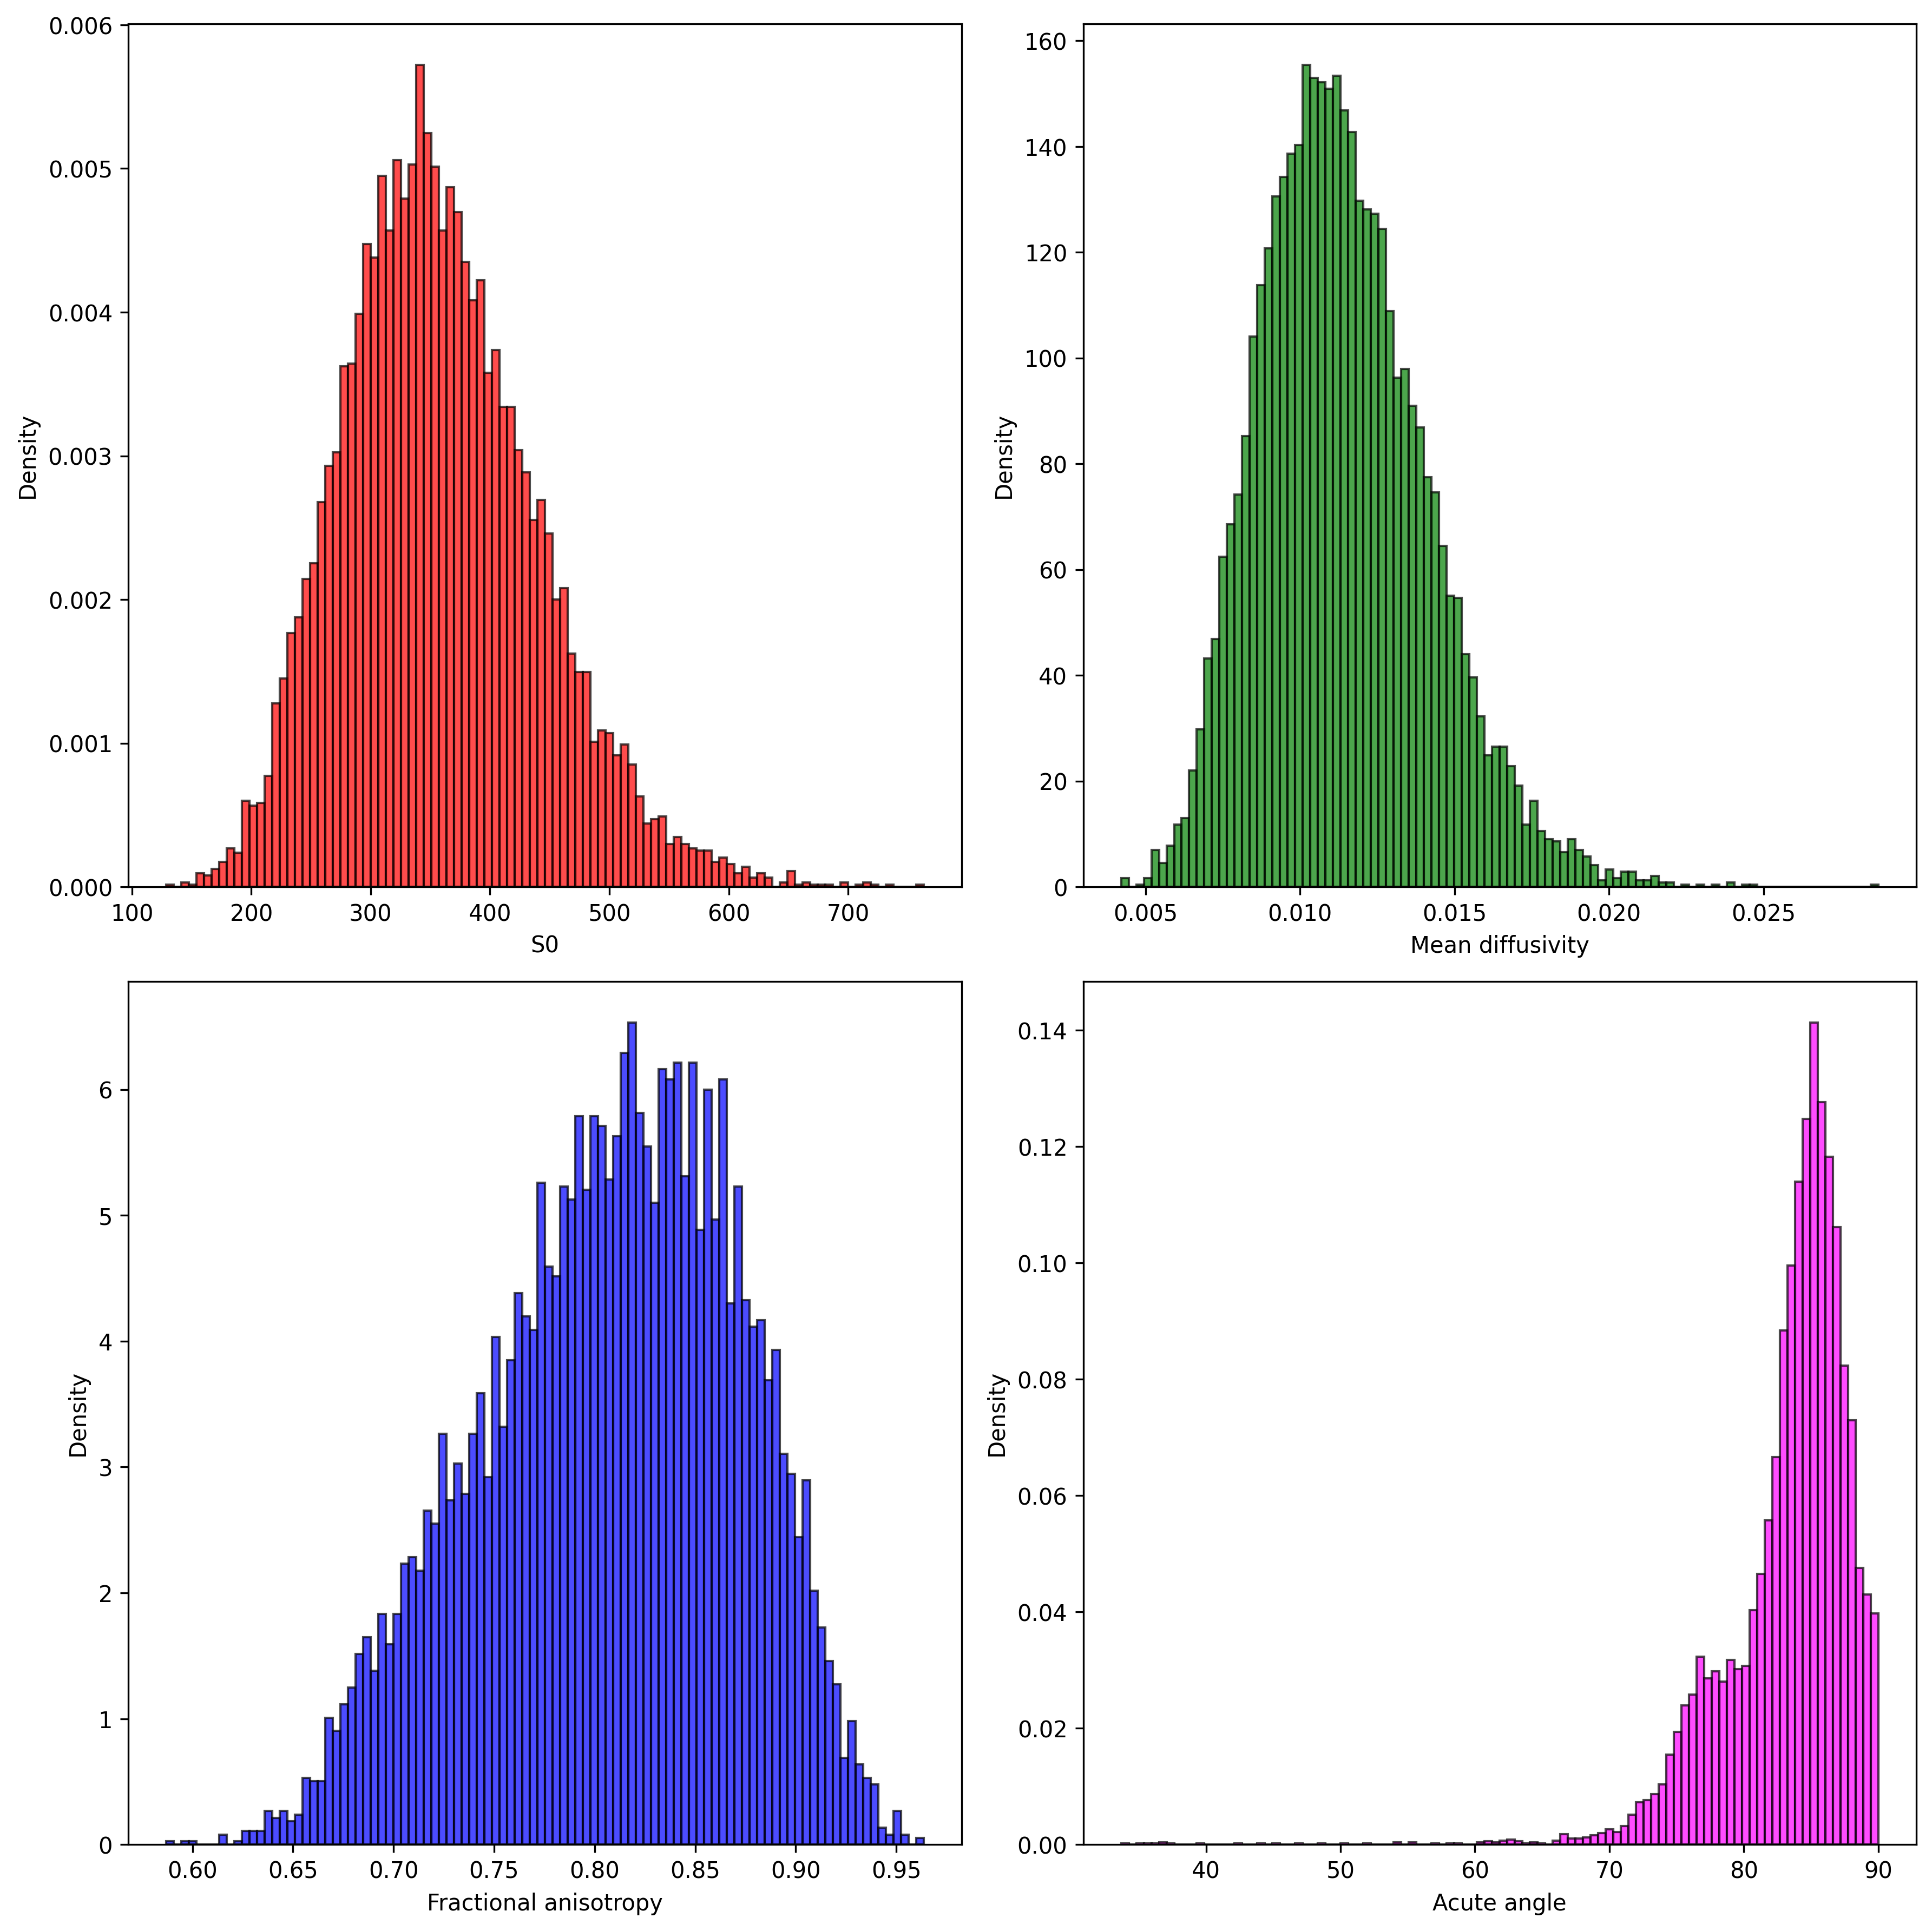 0.006
0.005
0.004
0.003
0.002
0.001
0.000
Density
100 200 300 400 500 600 700
S0
160
140
120
100
80
60
40
20
0
Density
0.005 0.010 0.015 0.020 0.025
Mean diffusivity
6
5
4
3
2
1
0
Density
0.60 0.65 0.70 0.75 0.80 0.85 0.90 0.95
Fractional anisotropy
0.14
0.12
0.10
0.08
0.06
0.04
0.02
0.00
Density
40 50 60 70 80 90
Acute angle